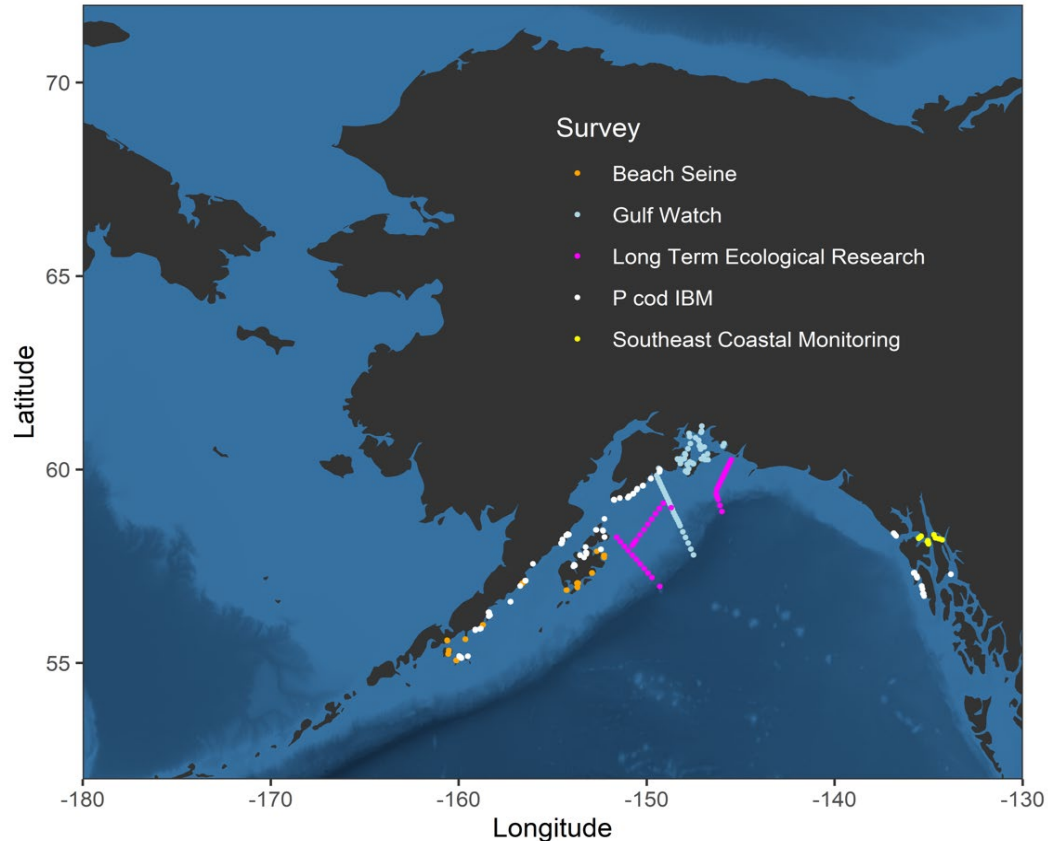 70
65
60
55
Latitude
Survey
Beach Seine
Gulf Watch
Long Term Ecological Research
P cod IBM
Southeast Coastal Monitoring
-180
-170
-160
-150
-140
-130
Longitude